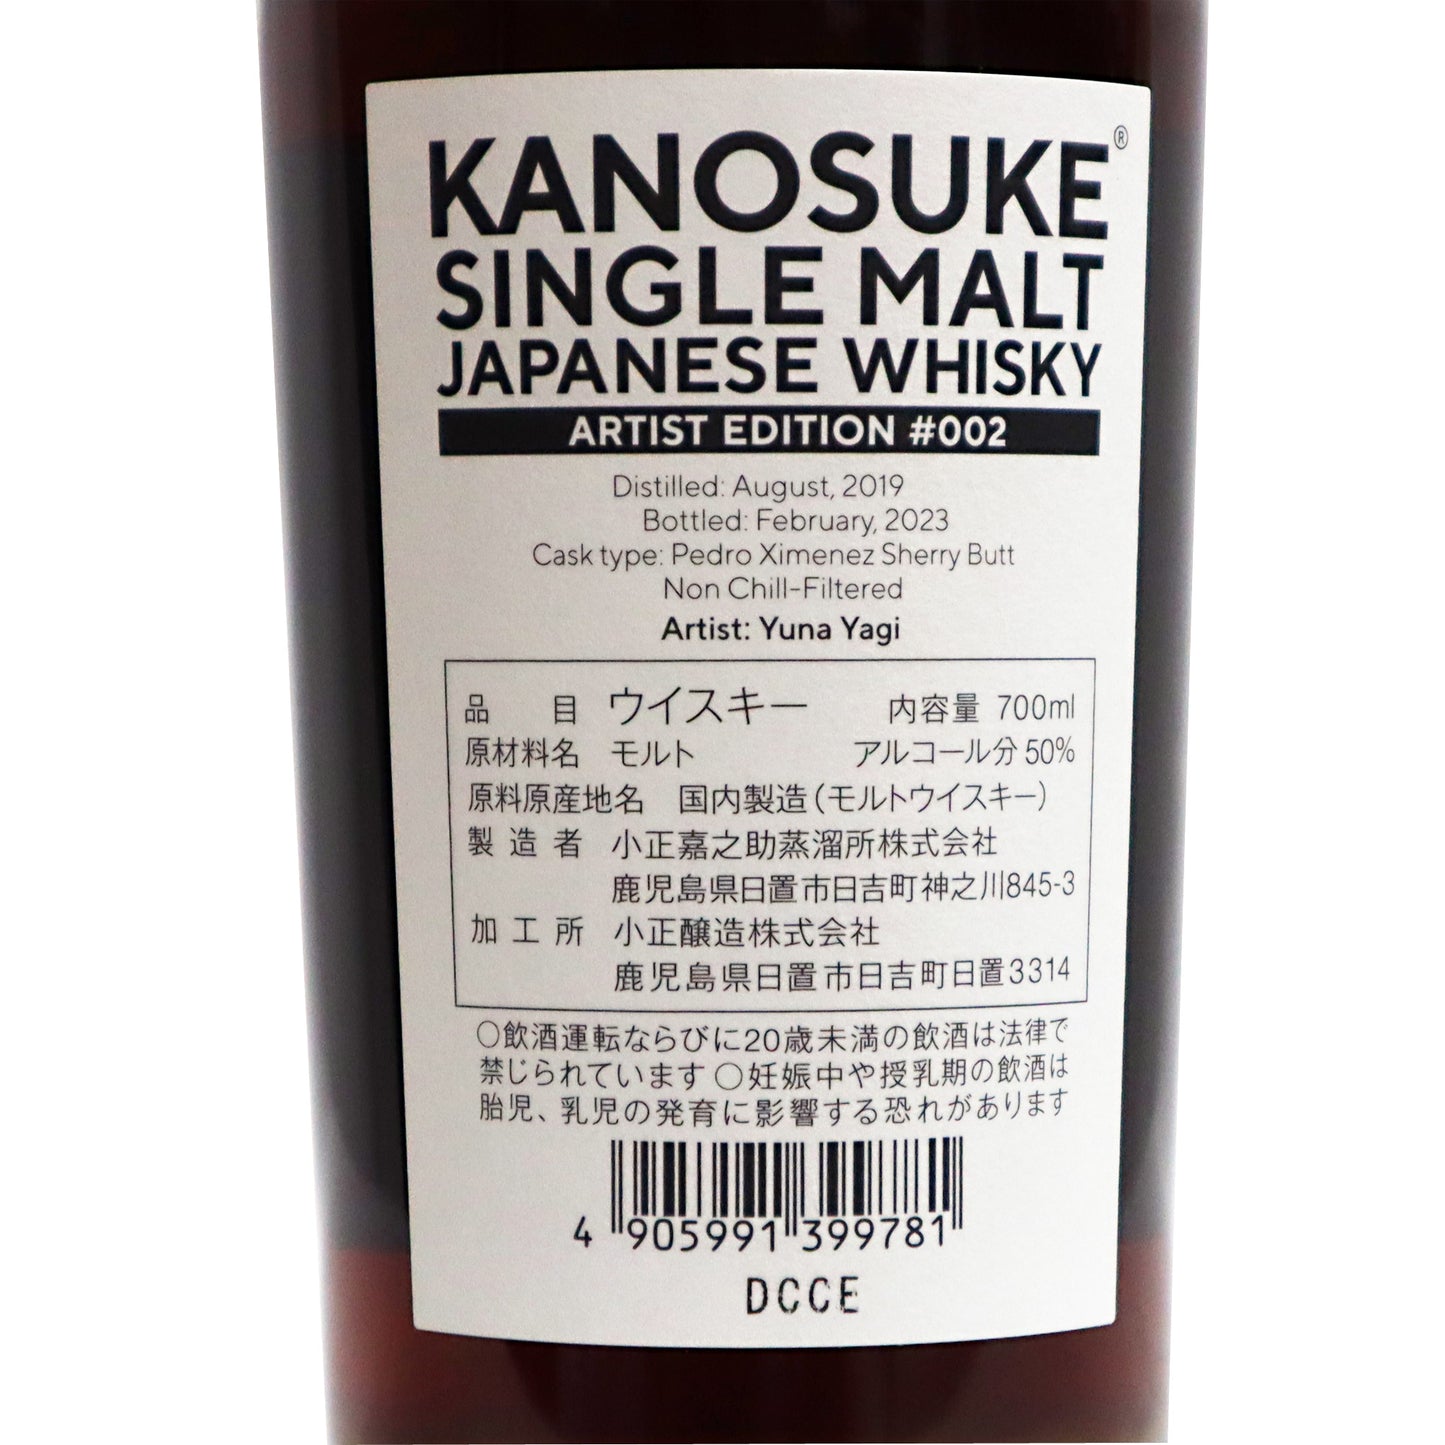 KANOSUKE®
SINGLE MALT
JAPANESE WHISKY
ARTIST EDITION #002
Distilled: August, 2019
Bottled: February, 2023
Cask type: Pedro Ximenez Sherry Butt
Non Chill-Filtered
Artist: Yuna Yagi
品目 ウイスキー 内容量 700ml
原材料名 モルト アルコール分 50%
原料原産地名 国内製造(モルトウイスキー)
製造者 小正嘉之助蒸溜所株式会社
鹿児島県日置市日吉町神之川845-3
加工所 小正醸造株式会社
鹿児島県日置市日吉町日置3314
○飲酒運転ならびに20歳未満の飲酒は法律で
禁じられています ○妊娠中や授乳期の飲酒は
胎児、乳児の発育に影響する恐れがあります
4 905991 399781
DCCE